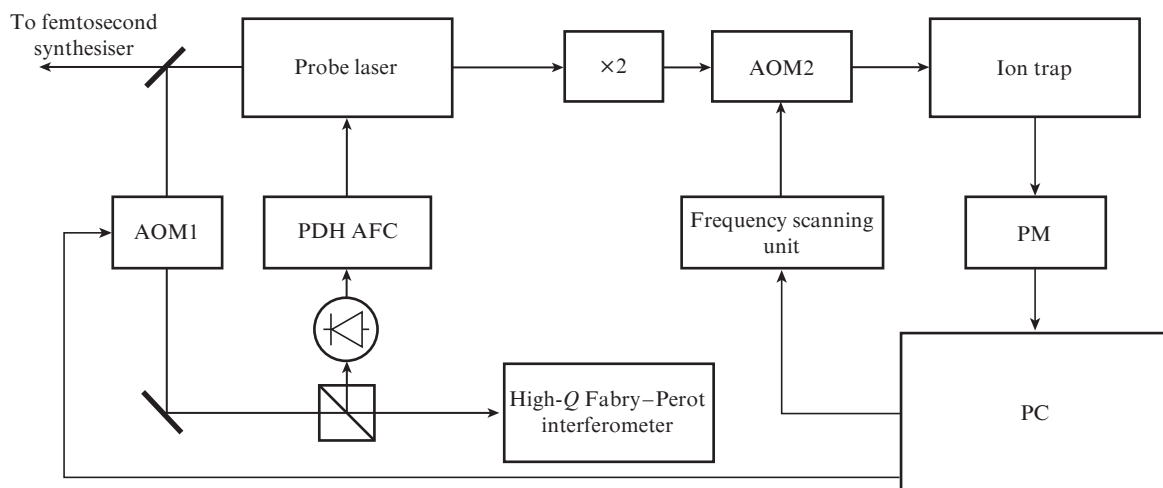 To femtosecond
synthesiser
Probe laser
×2
AOM2
Ion trap
AOM1
PDH AFC
Frequency scanning
unit
PM
High-Q Fabry–Perot
interferometer
PC